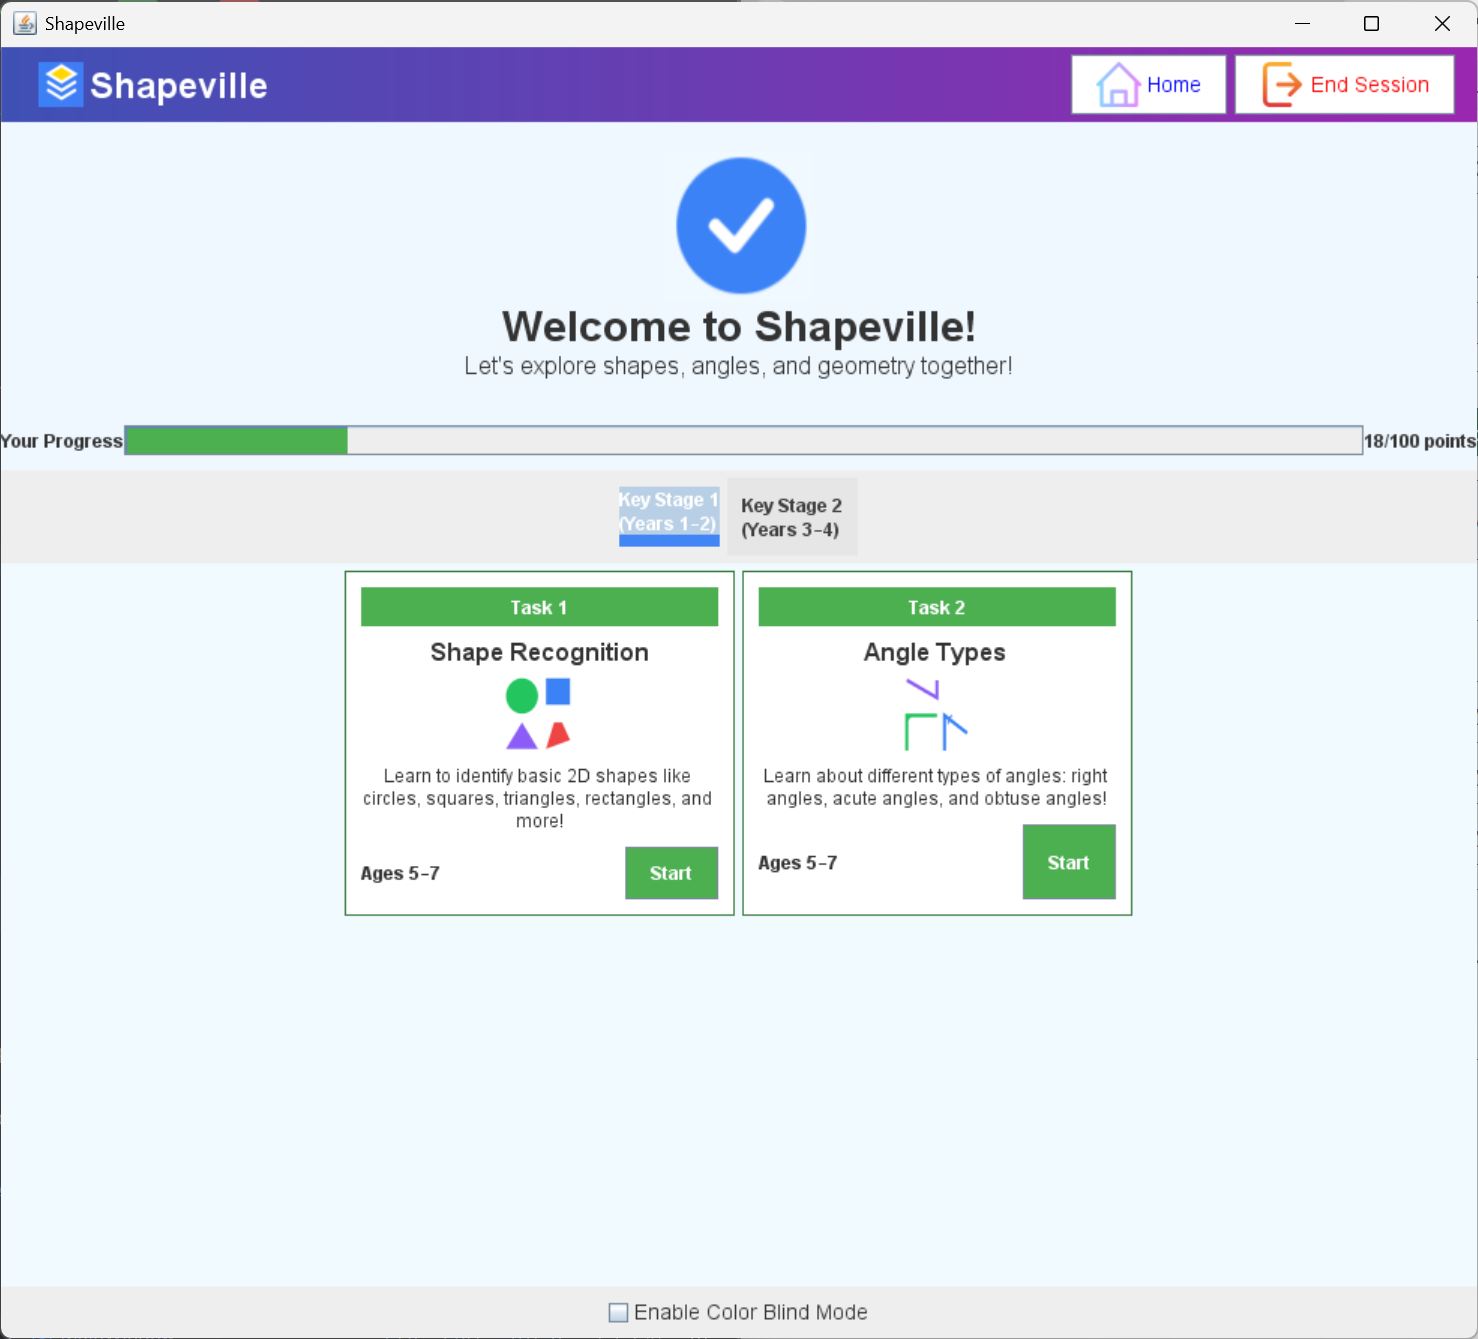 Shapeville
Shapeville
Home
End Session
Welcome to Shapeville!
Let's explore shapes, angles, and geometry together!
Your Progress
18/100 points
Key Stage 1
(Years 1-2)
Key Stage 2
(Years 3-4)
Task 1
Shape Recognition
Learn to identify basic 2D shapes like
circles, squares, triangles, rectangles, and
more!
Ages 5-7
Start
Task 2
Angle Types
Learn about different types of angles: right
angles, acute angles, and obtuse angles!
Ages 5-7
Start
Enable Color Blind Mode